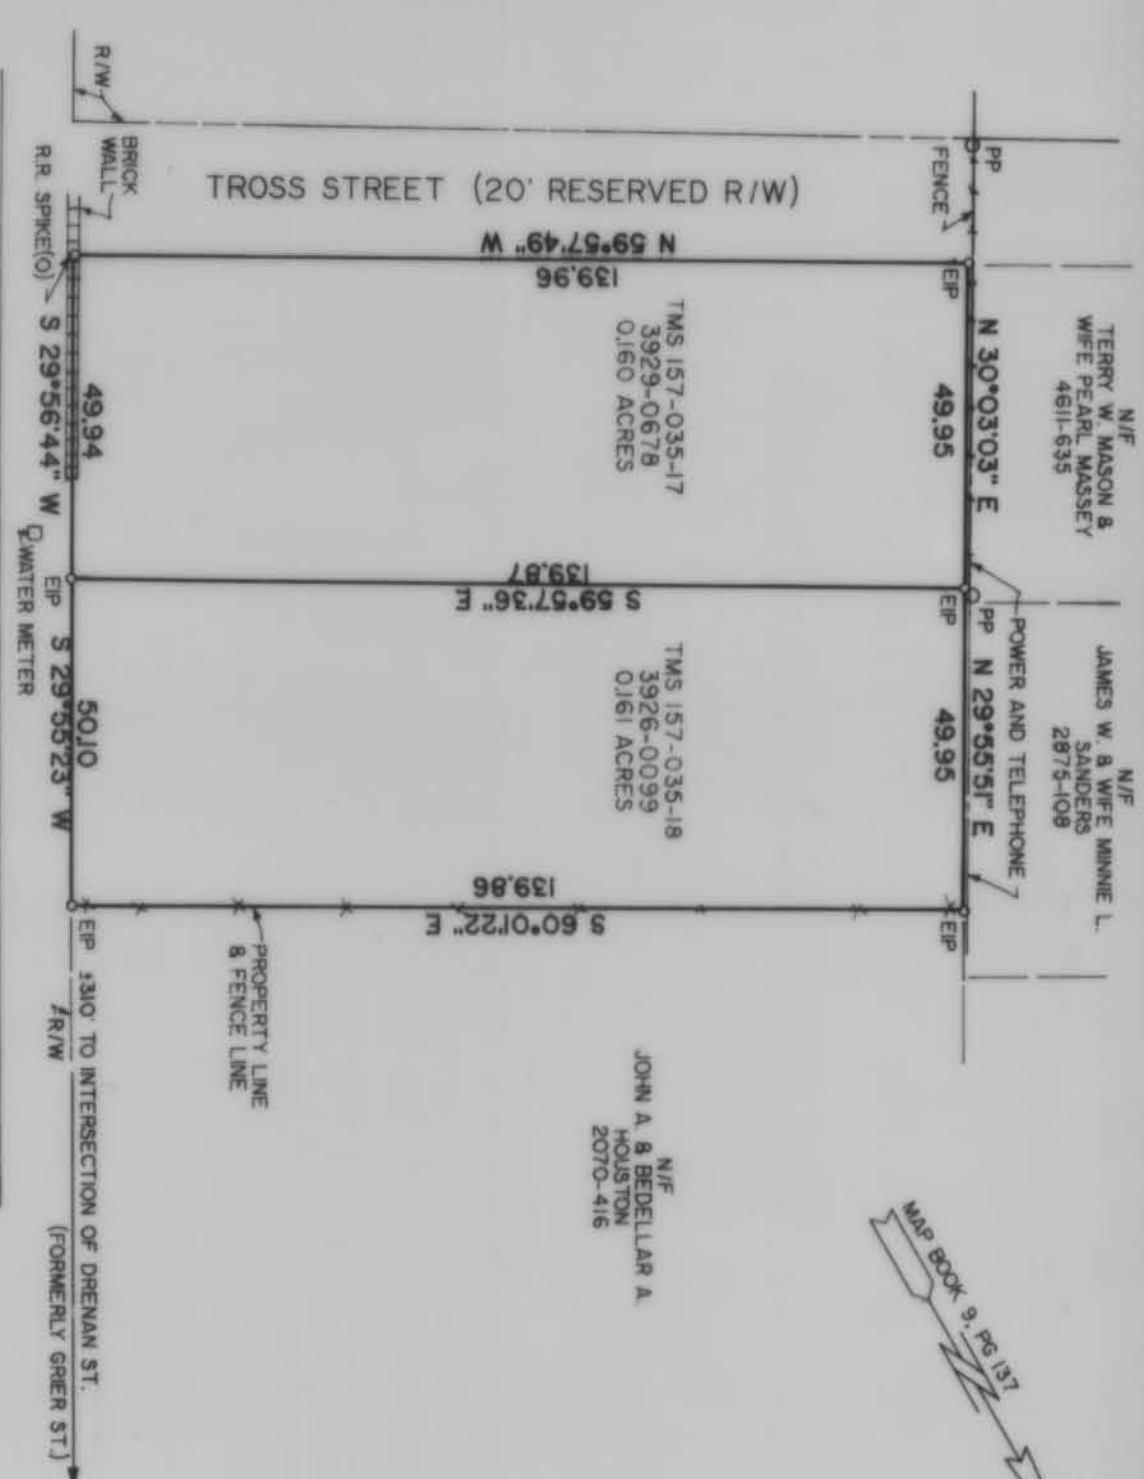 R/W
BRICK
WALL
R.R. SPIKE(O)
TROSS STREET (20' RESERVED R/W)
FENCE
PP
N 59°57'49" W
139.96
EIP
N 30°03'03" E
49.95
N/F
TERRY W. MASON &
WIFE PEARL MASSEY
4611-635
TMS 157-035-17
3929-0678
0.160 ACRES
49.94
S 29°56'44" W
WATER METER
EIP
139.87
S 59°57'36" E
EIP
PP
POWER AND TELEPHONE
N 29°55'51" E
49.95
N/F
JAMES W. & WIFE MINNIE L.
SANDERS
2875-108
TMS 157-035-18
3926-0099
0.161 ACRES
50.10
S 29°55'23" W
139.86
S 60°01'22" E
EIP
EIP
PROPERTY LINE
& FENCE LINE
±310' TO INTERSECTION OF DRENAN ST.
(FORMERLY GRIER ST.)
R/W
N/F
JOHN A. & BEDELLAR A.
HOUSTON
2070-416
MAP BOOK 9, PG 137